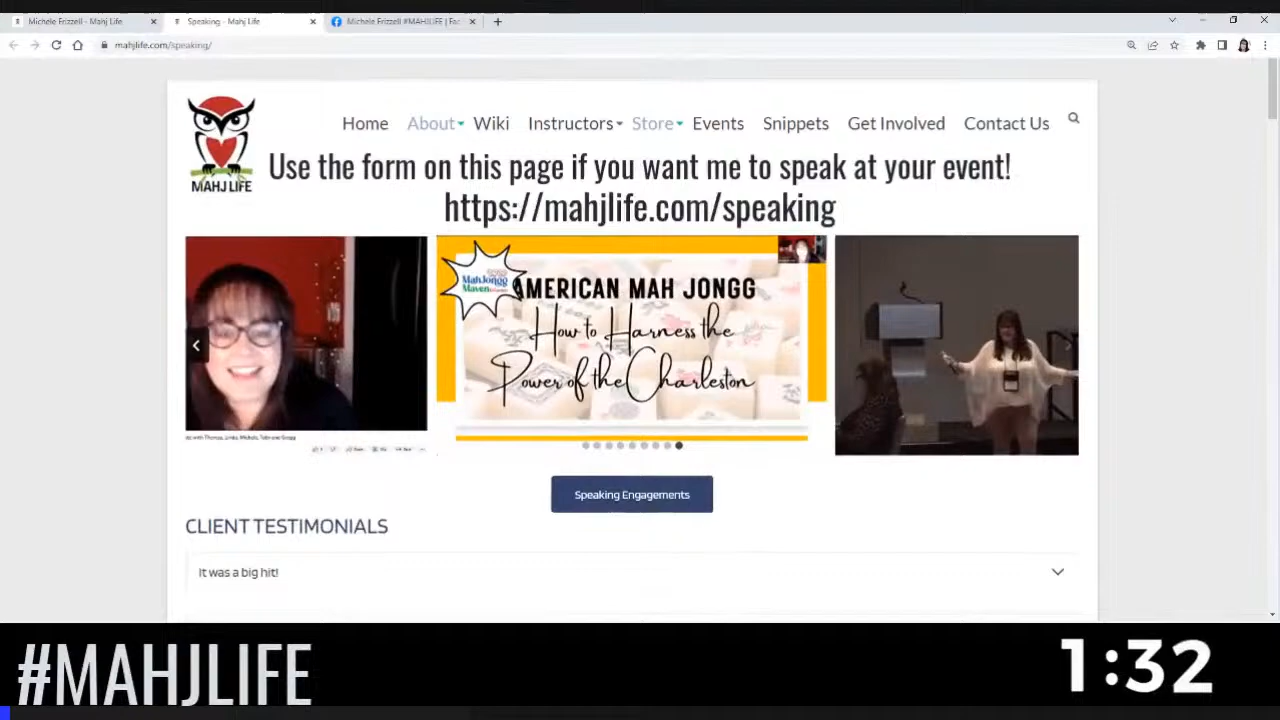 Michele Frizzell - Mahj Life
Speaking - Mahj Life
Michele Frizzell #MAHJLIFE | Fac
mahjlife.com/speaking/
MAHJ LIFE
Home About Wiki Instructors Store Events Snippets Get Involved Contact Us
Use the form on this page if you want me to speak at your event!
https://mahjlife.com/speaking
MahJongg
Maven
AMERICAN MAH JONGG
How to Harness the
Power of the Charleston
Speaking Engagements
CLIENT TESTIMONIALS
It was a big hit!
#MAHJLIFE
1:32